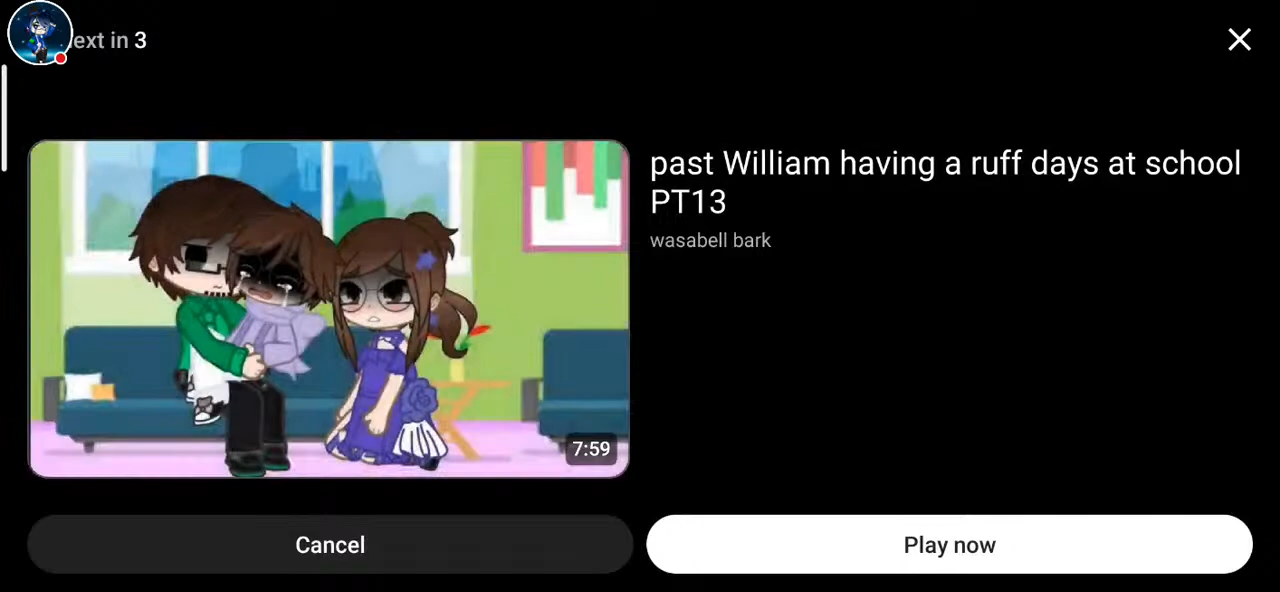 ext in 3
past William having a ruff days at school
PT13
wasabell bark
7:59
Cancel
Play now